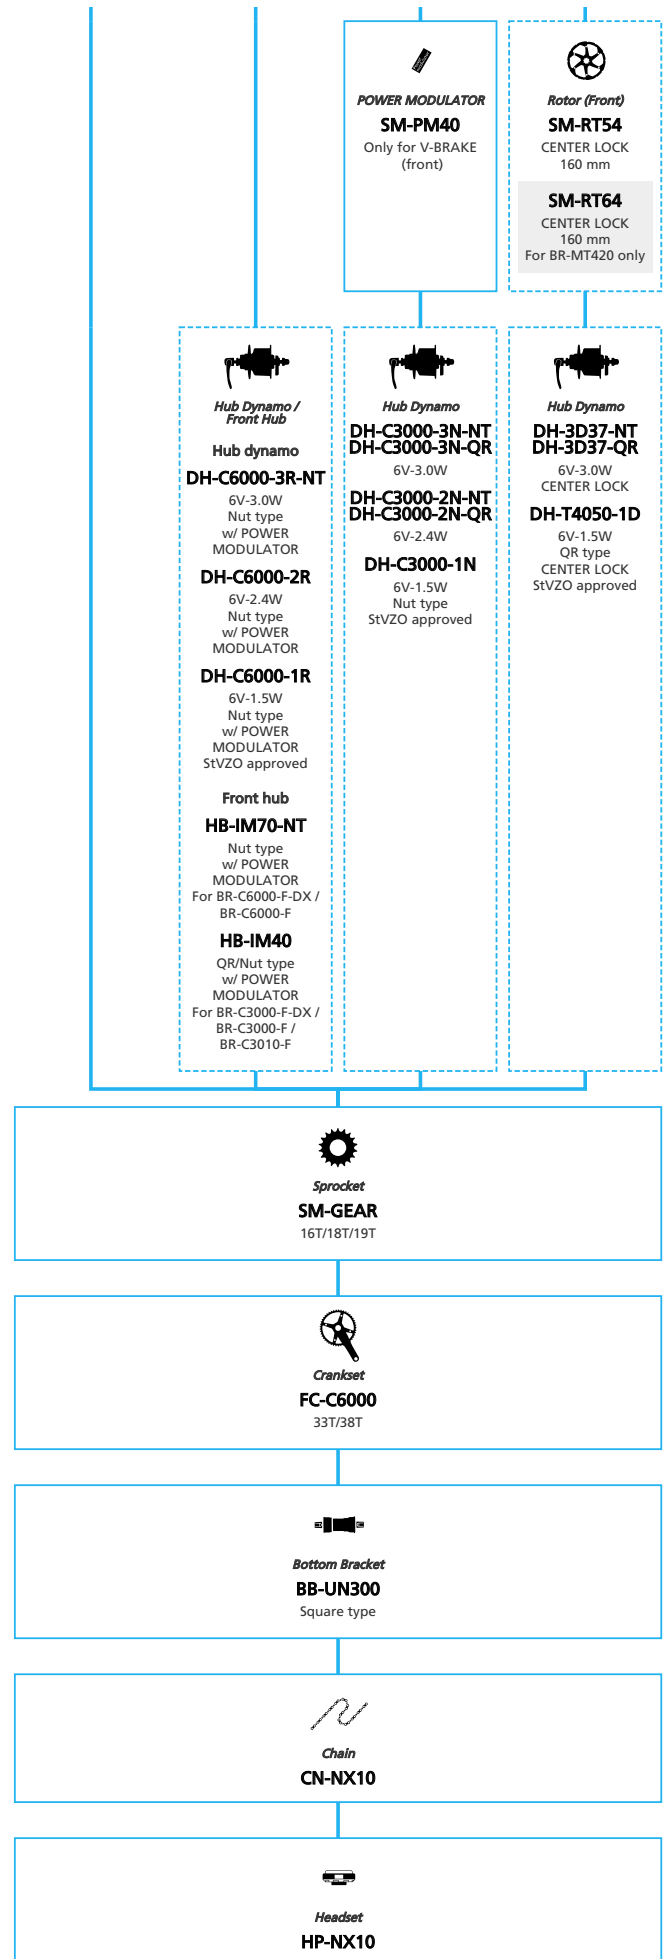 POWER MODULATOR
SM-PM40
Only for V-BRAKE
(front)
Rotor (Front)
SM-RT54
CENTER LOCK
160 mm
SM-RT64
CENTER LOCK
160 mm
For BR-MT420 only
Hub Dynamo /
Front Hub
Hub dynamo
DH-C6000-3R-NT
6V-3.0W
Nut type
w/ POWER
MODULATOR
DH-C6000-2R
6V-2.4W
Nut type
w/ POWER
MODULATOR
DH-C6000-1R
6V-1.5W
Nut type
w/ POWER
MODULATOR
StVZO approved
Front hub
HB-IM70-NT
Nut type
w/ POWER
MODULATOR
For BR-C6000-F-DX /
BR-C6000-F
HB-IM40
QR/Nut type
w/ POWER
MODULATOR
For BR-C3000-F-DX /
BR-C3000-F /
BR-C3010-F
Hub Dynamo
DH-C3000-3N-NT
DH-C3000-3N-QR
6V-3.0W
DH-C3000-2N-NT
DH-C3000-2N-QR
6V-2.4W
DH-C3000-1N
6V-1.5W
Nut type
StVZO approved
Hub Dynamo
DH-3D37-NT
DH-3D37-QR
6V-3.0W
CENTER LOCK
DH-T4050-1D
6V-1.5W
QR type
CENTER LOCK
StVZO approved
Sprocket
SM-GEAR
16T/18T/19T
Crankset
FC-C6000
33T/38T
Bottom Bracket
BB-UN300
Square type
Chain
CN-NX10
Headset
HP-NX10